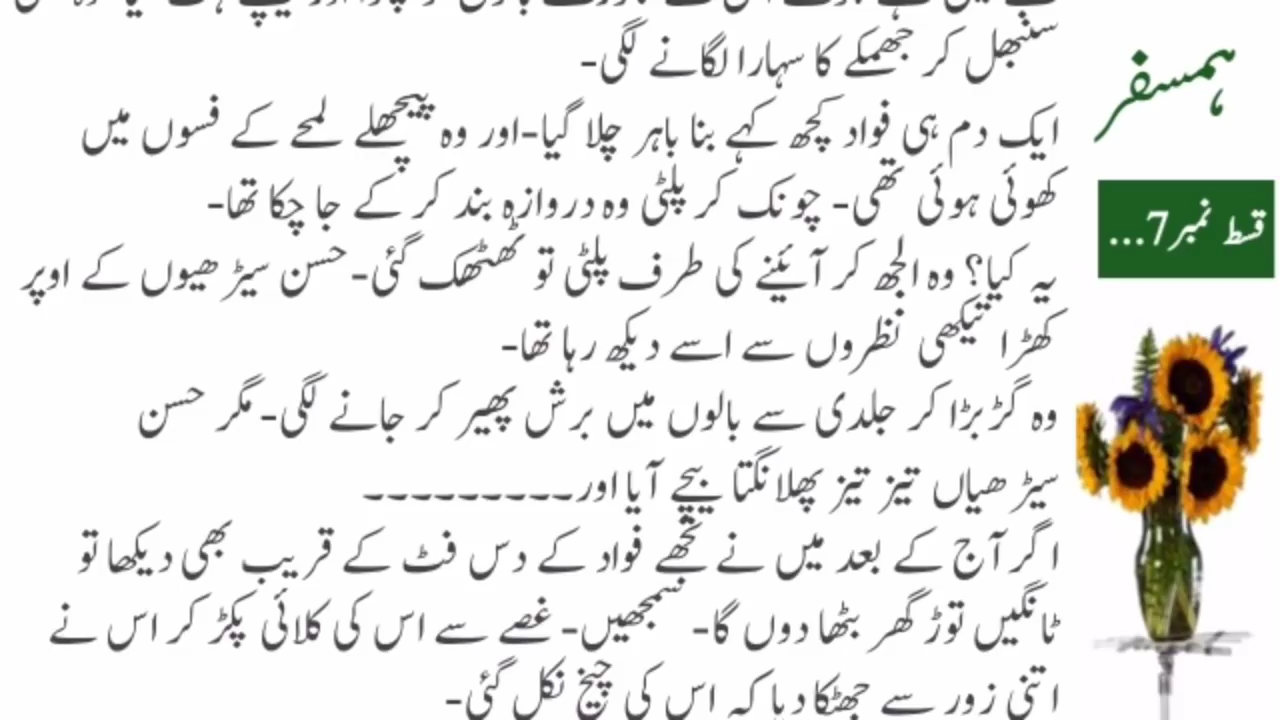 سنبھل کر جھمکے کا سہارا لگانے لگی-
ایک دم ہی فواد کچھ کہے بنا باہر چلا گیا-اور وہ پیچھلے لمحے کے فسوں میں
کھوئی ہوئی تھی- چونک کر پلٹی وہ دروازہ بند کر کے جا چکا تھا-
یہ کیا؟ وہ الجھ کر آئینے کی طرف پلٹی تو ٹھٹھک گئی-حسن سیڑھیوں کے اوپر
کھڑا تیکھی نظروں سے اسے دیکھ رہا تھا-
وہ گڑبڑا کر جلدی سے بالوں میں برش پھیر کر جانے لگی-مگر حسن
سیڑھیاں تیز تیز پھلانگتا نیچے آیا اور---------
اگر آج کے بعد میں نے تجھے فواد کے دس فٹ کے قریب بھی دیکھا تو
ٹانگیں توڑ گھر بٹھا دوں گا- سمجھیں-غصے سے اس کی کلائی پکڑ کر اس نے
اتنی زور سے جھٹکا دیا کہ اس کی چیخ نکل گئی-
ہمسفر
قسط نمبر7...